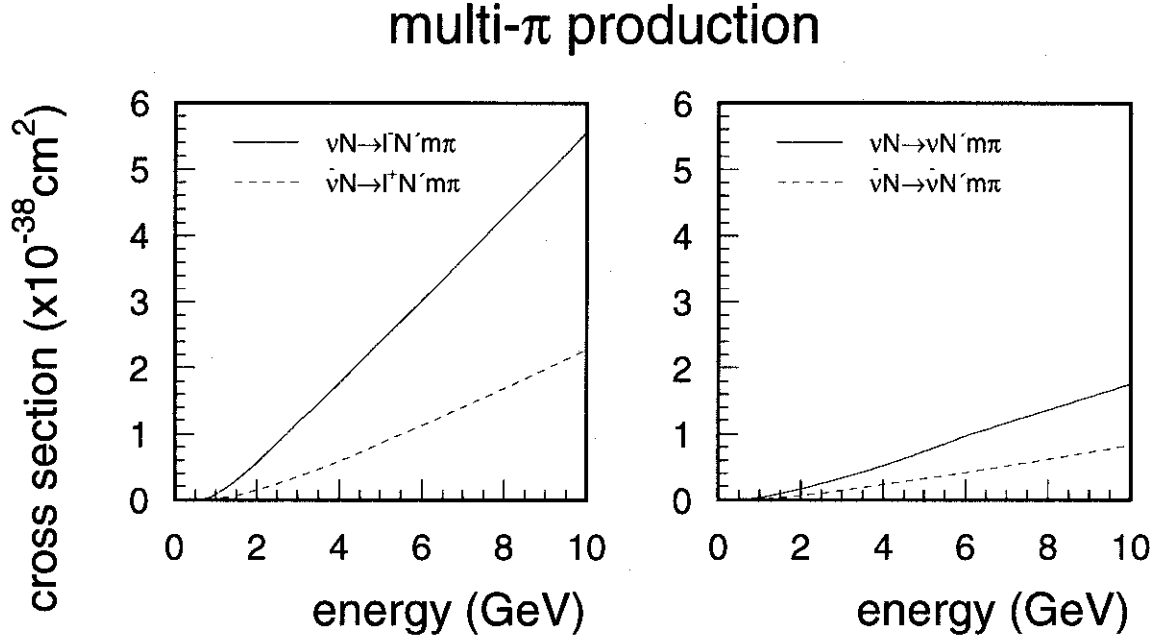 multi-π production
cross section (x10⁻³⁸cm²)
6
5
4
3
2
1
0
νN→l⁻N´mπ
ν̄N→l⁺N´mπ
0 2 4 6 8 10
energy (GeV)
6
5
4
3
2
1
0
νN→νN´mπ
ν̄N→ν̄N´mπ
0 2 4 6 8 10
energy (GeV)